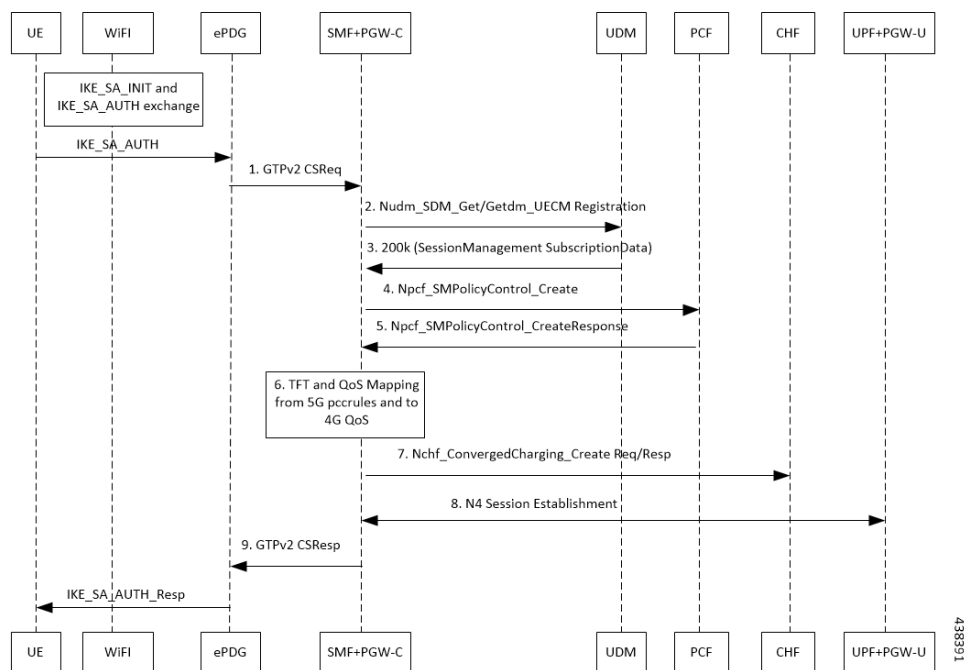 UE WiFI ePDG SMF+PGW-C UDM PCF CHF UPF+PGW-U
IKE_SA_INIT and
IKE_SA_AUTH exchange
IKE_SA_AUTH
1. GTPv2 CSReq
2. Nudm_SDM_Get/Getdm_UECM Registration
3. 200k (SessionManagement SubscriptionData)
4. Npcf_SMPolicyControl_Create
5. Npcf_SMPolicyControl_CreateResponse
6. TFT and QoS Mapping
from 5G pccrules and to
4G QoS
7. Nchf_ConvergedCharging_Create Req/Resp
8. N4 Session Establishment
9. GTPv2 CSResp
IKE_SA_AUTH_Resp
UE WiFI ePDG SMF+PGW-C UDM PCF CHF UPF+PGW-U
438391